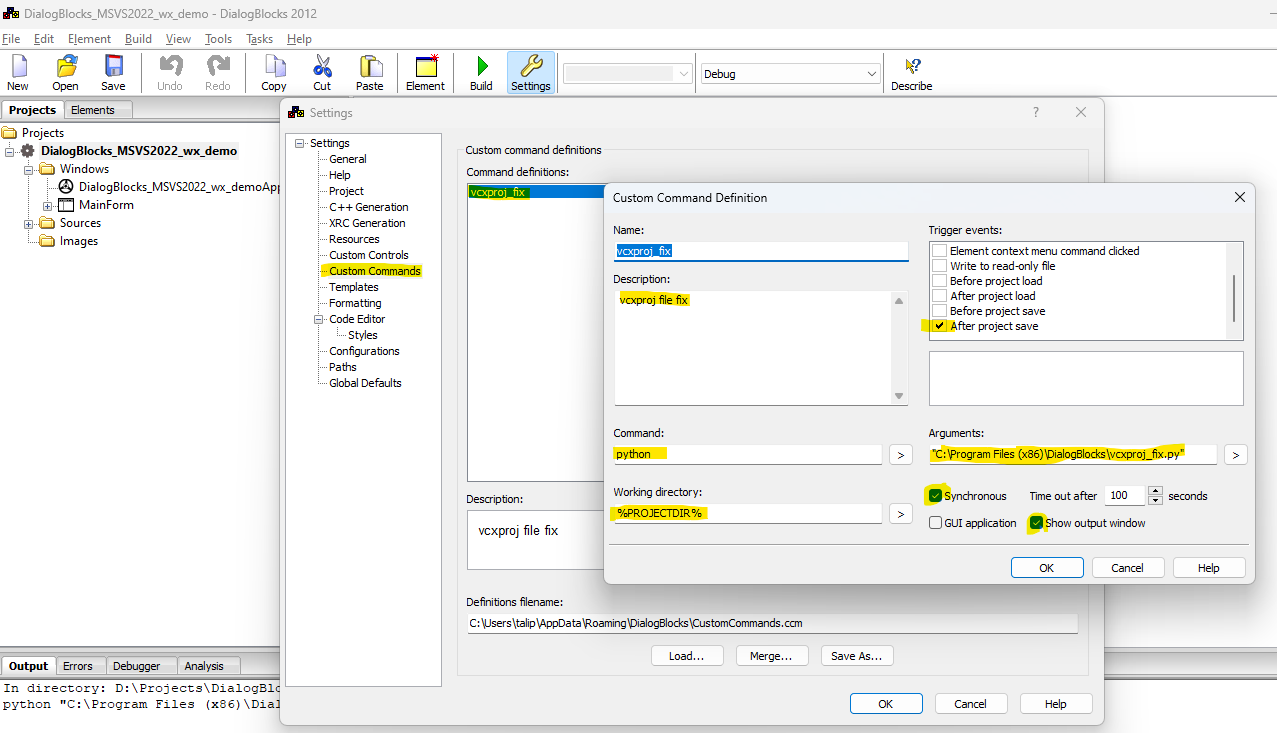 DialogBlocks_MSVS2022_wx_demo - DialogBlocks 2012
File Edit Element Build View Tools Tasks Help
New Open Save Undo Redo Copy Cut Paste Element Build Settings Debug Describe
Projects Elements
Projects
DialogBlocks_MSVS2022_wx_demo
Windows
DialogBlocks_MSVS2022_wx_demoApp
MainForm
Sources
Images
Settings
?
Settings
General
Help
Project
C++ Generation
XRC Generation
Resources
Custom Controls
Custom Commands
Templates
Formatting
Code Editor
Styles
Configurations
Paths
Global Defaults
Custom command definitions
Command definitions:
vcxproj_fix
Description:
vcxproj file fix
Definitions filename:
C:\Users\talip\AppData\Roaming\DialogBlocks\CustomCommands.ccm
Load... Merge... Save As...
OK Cancel Help
Custom Command Definition
Name:
vcxproj_fix
Description:
vcxproj file fix
Trigger events:
Element context menu command clicked
Write to read-only file
Before project load
After project load
Before project save
After project save
Command:
python
>
Arguments:
"C:\Program Files (x86)\DialogBlocks\vcxproj_fix.py"
>
Working directory:
%PROJECTDIR%
>
Synchronous Time out after 100 seconds
GUI application Show output window
OK Cancel Help
Output Errors Debugger Analysis
In directory: D:\Projects\DialogBlo
python "C:\Program Files (x86)\Dial